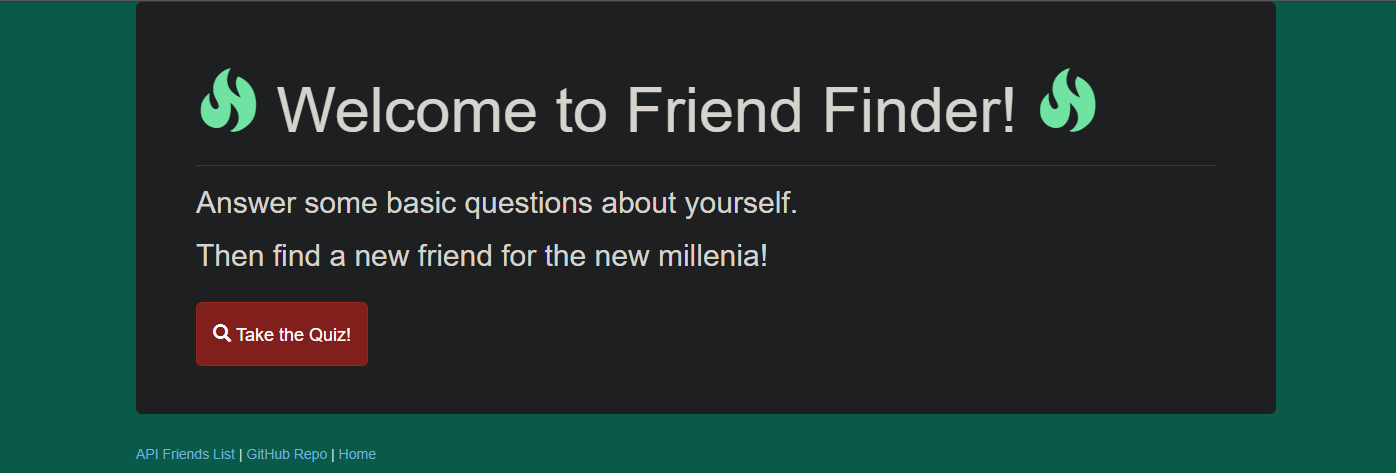 Welcome to Friend Finder!
Answer some basic questions about yourself.
Then find a new friend for the new millenia!
Take the Quiz!
API Friends List | GitHub Repo | Home